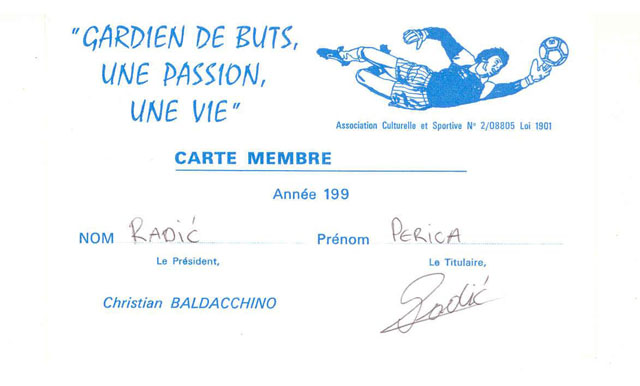 "GARDIEN DE BUTS,
UNE PASSION,
UNE VIE"
Association Culturelle et Sportive N° 2/08805 Loi 1901
CARTE MEMBRE
Année 199
NOM RADIĆ Prénom PERICA
Le Président, Le Titulaire,
Christian BALDACCHINO Radić